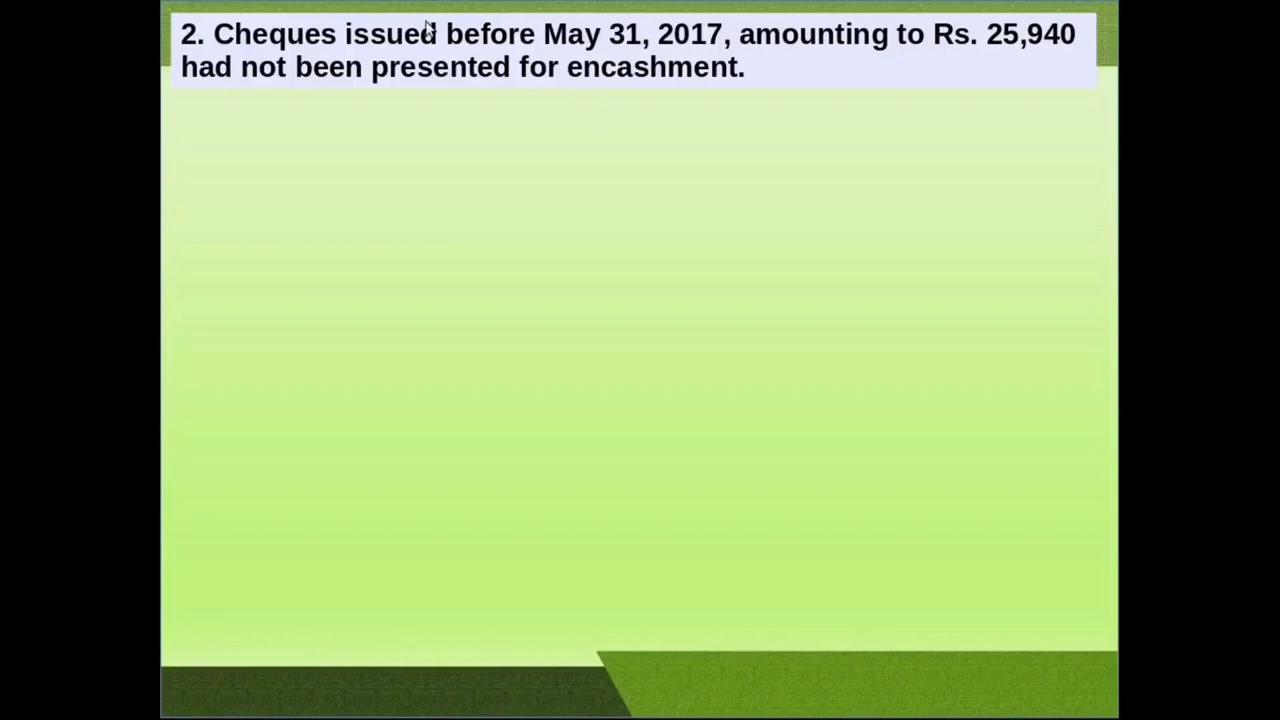 2. Cheques issued before May 31, 2017, amounting to Rs. 25,940
had not been presented for encashment.